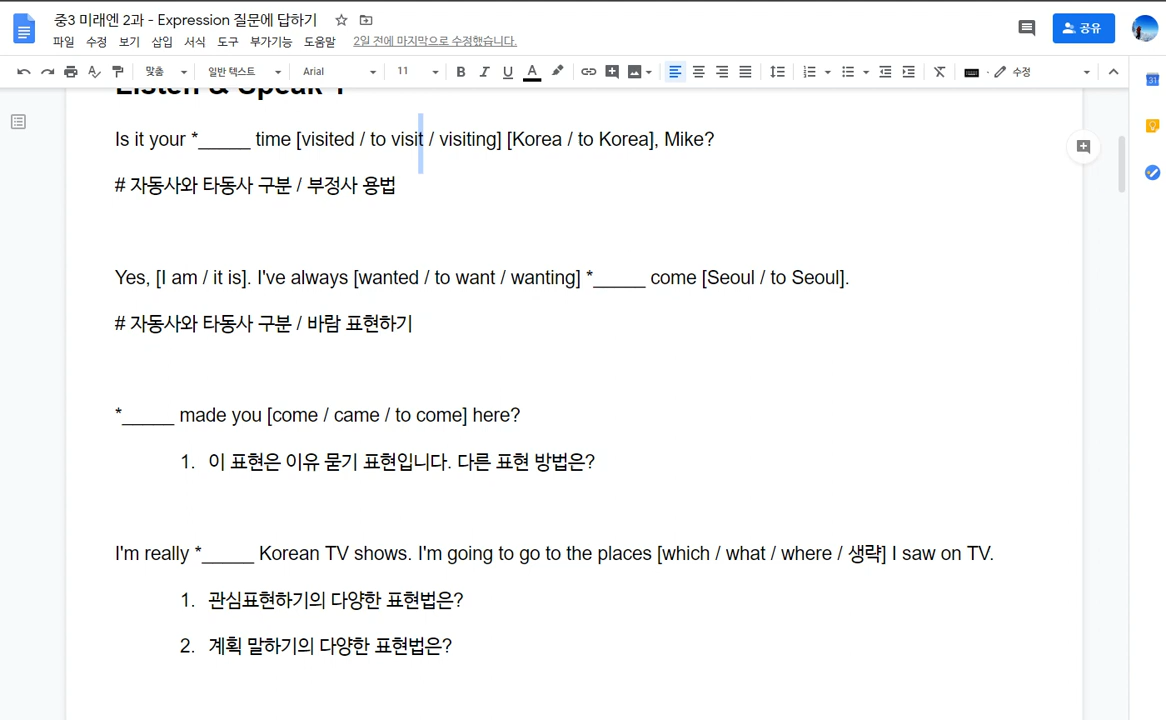 중3 미래엔 2과 - Expression 질문에 답하기
파일 수정 보기 삽입 서식 도구 부가기능 도움말 2일 전에 마지막으로 수정했습니다.
공유
맞춤 일반 텍스트 Arial 11 B I U A 수정
31
Listen & Speak 1
Is it your *_____ time [visited / to visit / visiting] [Korea / to Korea], Mike?
# 자동사와 타동사 구분 / 부정사 용법
Yes, [I am / it is]. I've always [wanted / to want / wanting] *_____ come [Seoul / to Seoul].
# 자동사와 타동사 구분 / 바람 표현하기
*_____ made you [come / came / to come] here?
1. 이 표현은 이유 묻기 표현입니다. 다른 표현 방법은?
I'm really *_____ Korean TV shows. I'm going to go to the places [which / what / where / 생략] I saw on TV.
1. 관심표현하기의 다양한 표현법은?
2. 계획 말하기의 다양한 표현법은?